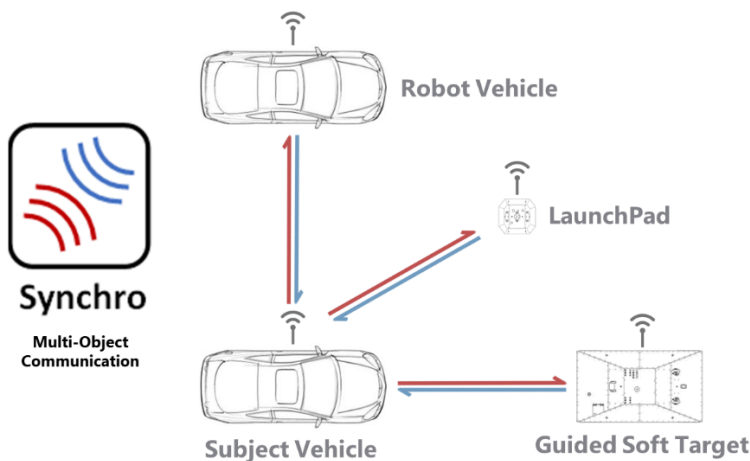 Robot Vehicle
LaunchPad
Synchro
Multi-Object
Communication
Subject Vehicle
Guided Soft Target